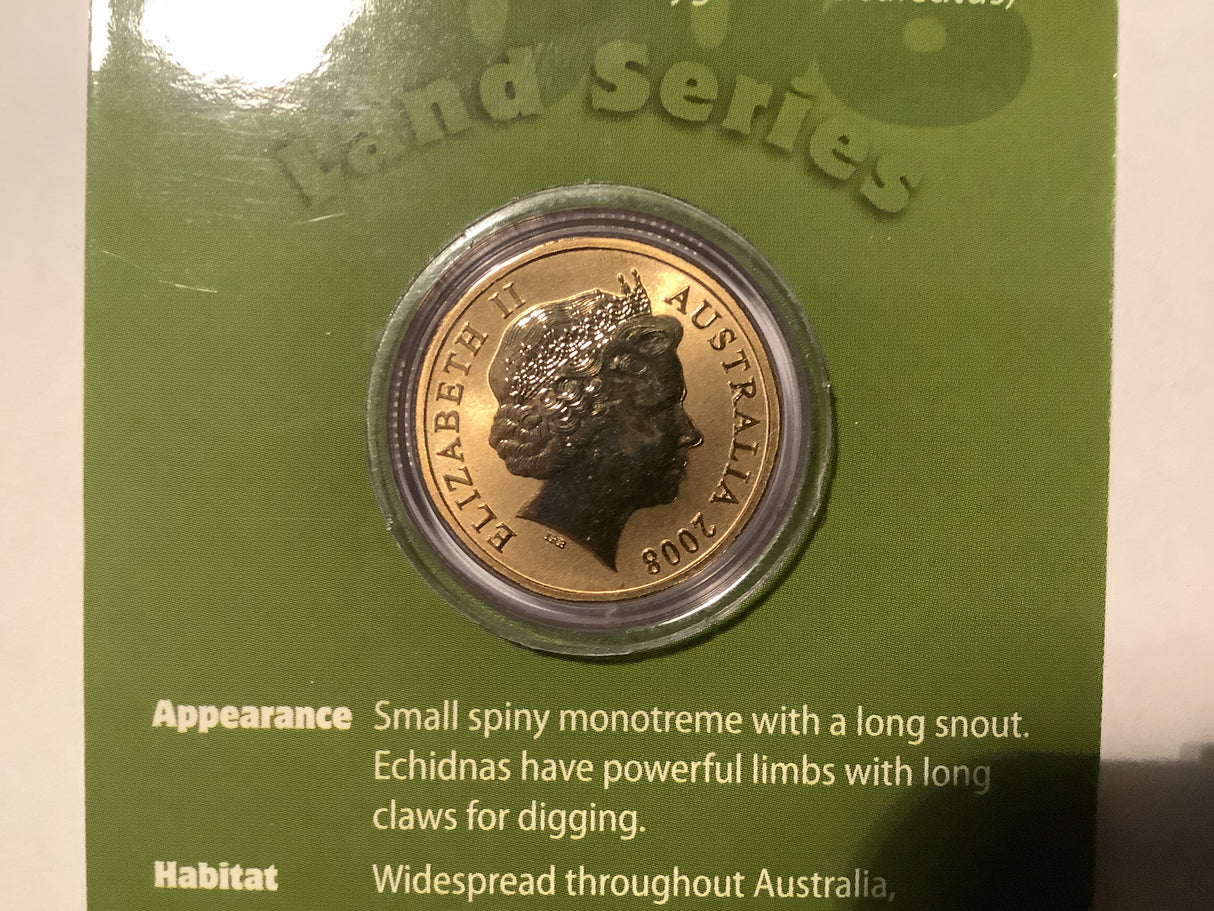 Land Series
ELIZABETH II
AUSTRALIA 2008
IRB
Appearance Small spiny monotreme with a long snout.
Echidnas have powerful limbs with long
claws for digging.
Habitat Widespread throughout Australia,